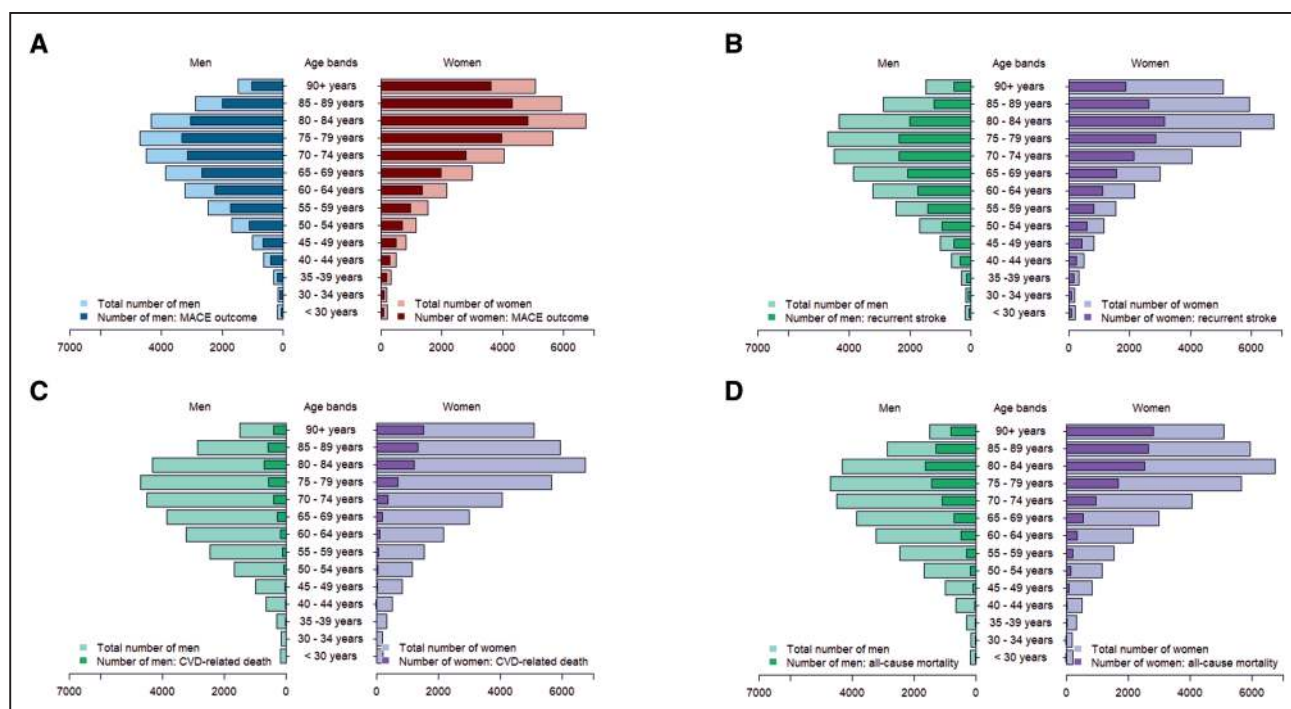 A
Men Age bands Women
90+ years
85 - 89 years
80 - 84 years
75 - 79 years
70 - 74 years
65 - 69 years
60 - 64 years
55 - 59 years
50 - 54 years
45 - 49 years
40 - 44 years
35 -39 years
30 - 34 years
< 30 years
Total number of men
Number of men: MACE outcome
Total number of women
Number of women: MACE outcome
7000 4000 2000 0 0 2000 4000 6000
B
Men Age bands Women
90+ years
85 - 89 years
80 - 84 years
75 - 79 years
70 - 74 years
65 - 69 years
60 - 64 years
55 - 59 years
50 - 54 years
45 - 49 years
40 - 44 years
35 -39 years
30 - 34 years
< 30 years
Total number of men
Number of men: recurrent stroke
Total number of women
Number of women: recurrent stroke
7000 4000 2000 0 0 2000 4000 6000
C
Men Age bands Women
90+ years
85 - 89 years
80 - 84 years
75 - 79 years
70 - 74 years
65 - 69 years
60 - 64 years
55 - 59 years
50 - 54 years
45 - 49 years
40 - 44 years
35 -39 years
30 - 34 years
< 30 years
Total number of men
Number of men: CVD-related death
Total number of women
Number of women: CVD-related death
7000 4000 2000 0 0 2000 4000 6000
D
Men Age bands Women
90+ years
85 - 89 years
80 - 84 years
75 - 79 years
70 - 74 years
65 - 69 years
60 - 64 years
55 - 59 years
50 - 54 years
45 - 49 years
40 - 44 years
35 -39 years
30 - 34 years
< 30 years
Total number of men
Number of men: all-cause mortality
Total number of women
Number of women: all-cause mortality
7000 4000 2000 0 0 2000 4000 6000